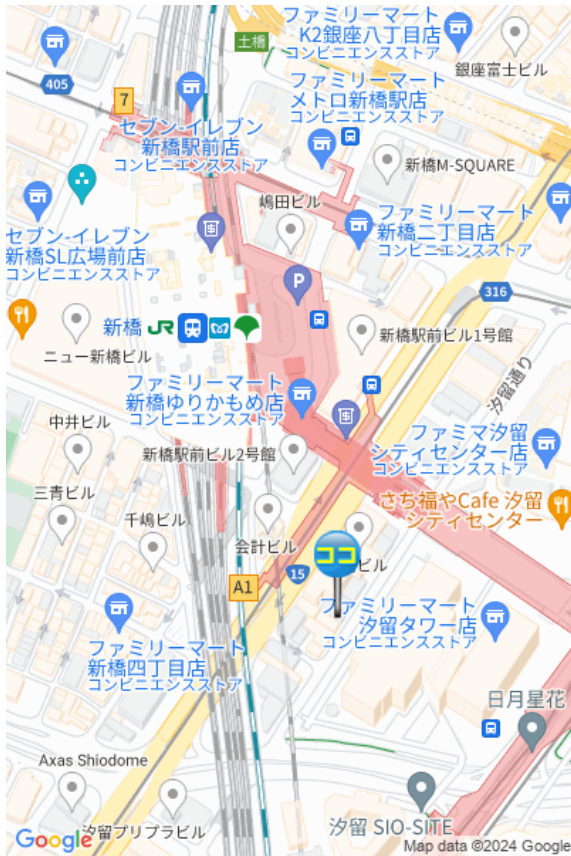 ファミリーマート
K2銀座八丁目店
コンビニエンスストア
土橋
銀座富士ビル
405
7
ファミリーマート
メトロ新橋駅店
コンビニエンスストア
セブン-イレブン
新橋駅前店
コンビニエンスストア
新橋M-SQUARE
嶋田ビル
ファミリーマート
新橋二丁目店
コンビニエンスストア
セブン-イレブン
新橋SL広場前店
コンビニエンスストア
P
316
新橋
JR
新橋駅前ビル1号館
ニュー新橋ビル
汐留通り
ファミリーマート
新橋ゆりかもめ店
コンビニエンスストア
中井ビル
ファミマ汐留
シティセンター店
コンビニエンスストア
新橋駅前ビル2号館
三青ビル
さち福やCafe 汐留
シティセンター
千嶋ビル
会計ビル
ココ
ビル
15
A1
ファミリーマート
汐留タワー店
コンビニエンスストア
ファミリーマート
新橋四丁目店
コンビニエンスストア
日月星花
Axas Shiodome
汐留 SIO-SITE
汐留プリプラビル
Google
Map data ©2024 Google